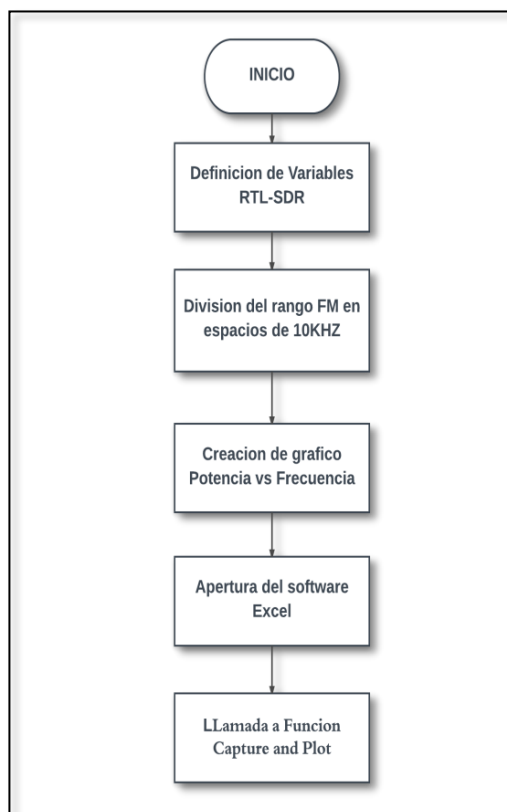 INICIO
Definicion de Variables
RTL-SDR
Division del rango FM en
espacios de 10KHZ
Creacion de grafico
Potencia vs Frecuencia
Apertura del software
Excel
LLamada a Funcion
Capture and Plot